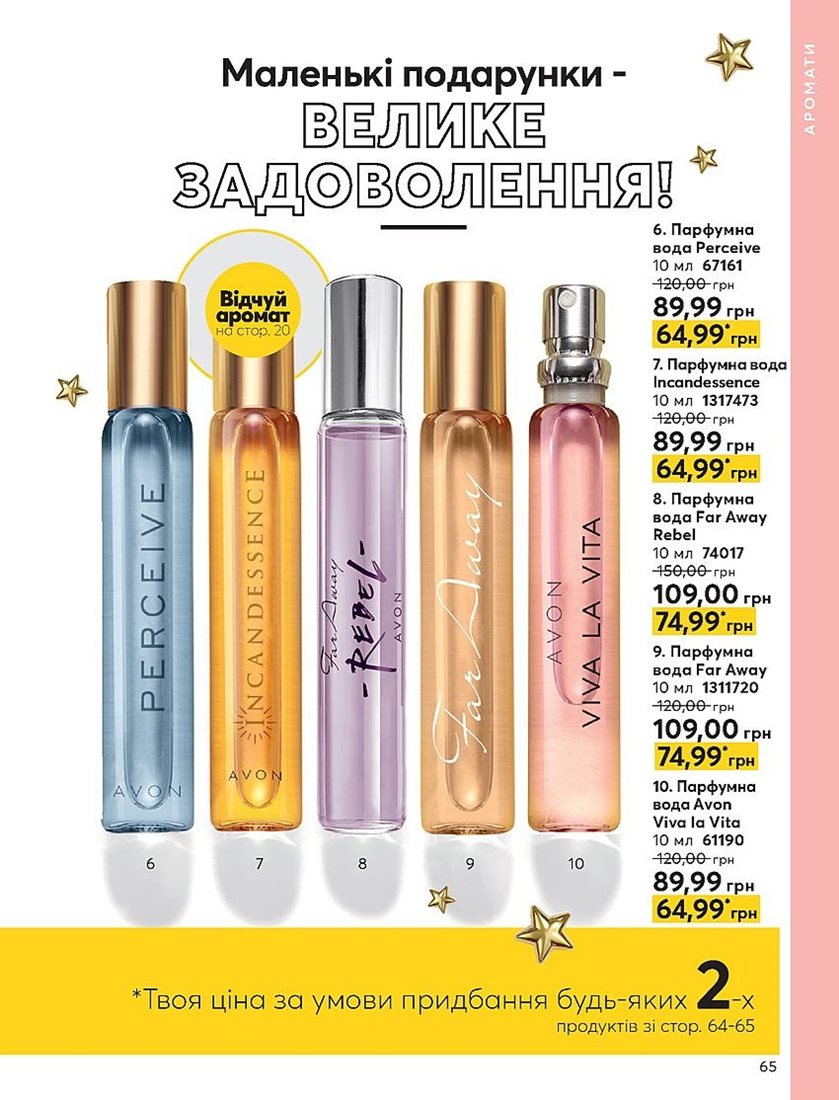 Маленькі подарунки -
ВЕЛИКЕ
ЗАДОВОЛЕННЯ!
АРОМАТИ
Відчуй
аромат
на стор. 20
PERCEIVE
AVON
INCANDESSENCE
AVON
Far Away
-REBEL-
AVON
Far Away
AVON
VIVA LA VITA
6
7
8
9
10
6. Парфумна
вода Perceive
10 мл 67161
120,00 грн
89,99 грн
64,99* грн
7. Парфумна вода
Incandessence
10 мл 1317473
120,00 грн
89,99 грн
64,99* грн
8. Парфумна
вода Far Away
Rebel
10 мл 74017
150,00 грн
109,00 грн
74,99* грн
9. Парфумна
вода Far Away
10 мл 1311720
120,00 грн
109,00 грн
74,99* грн
10. Парфумна
вода Avon
Viva la Vita
10 мл 61190
120,00 грн
89,99 грн
64,99* грн
*Твоя ціна за умови придбання будь-яких 2-х
продуктів зі стор. 64-65
65